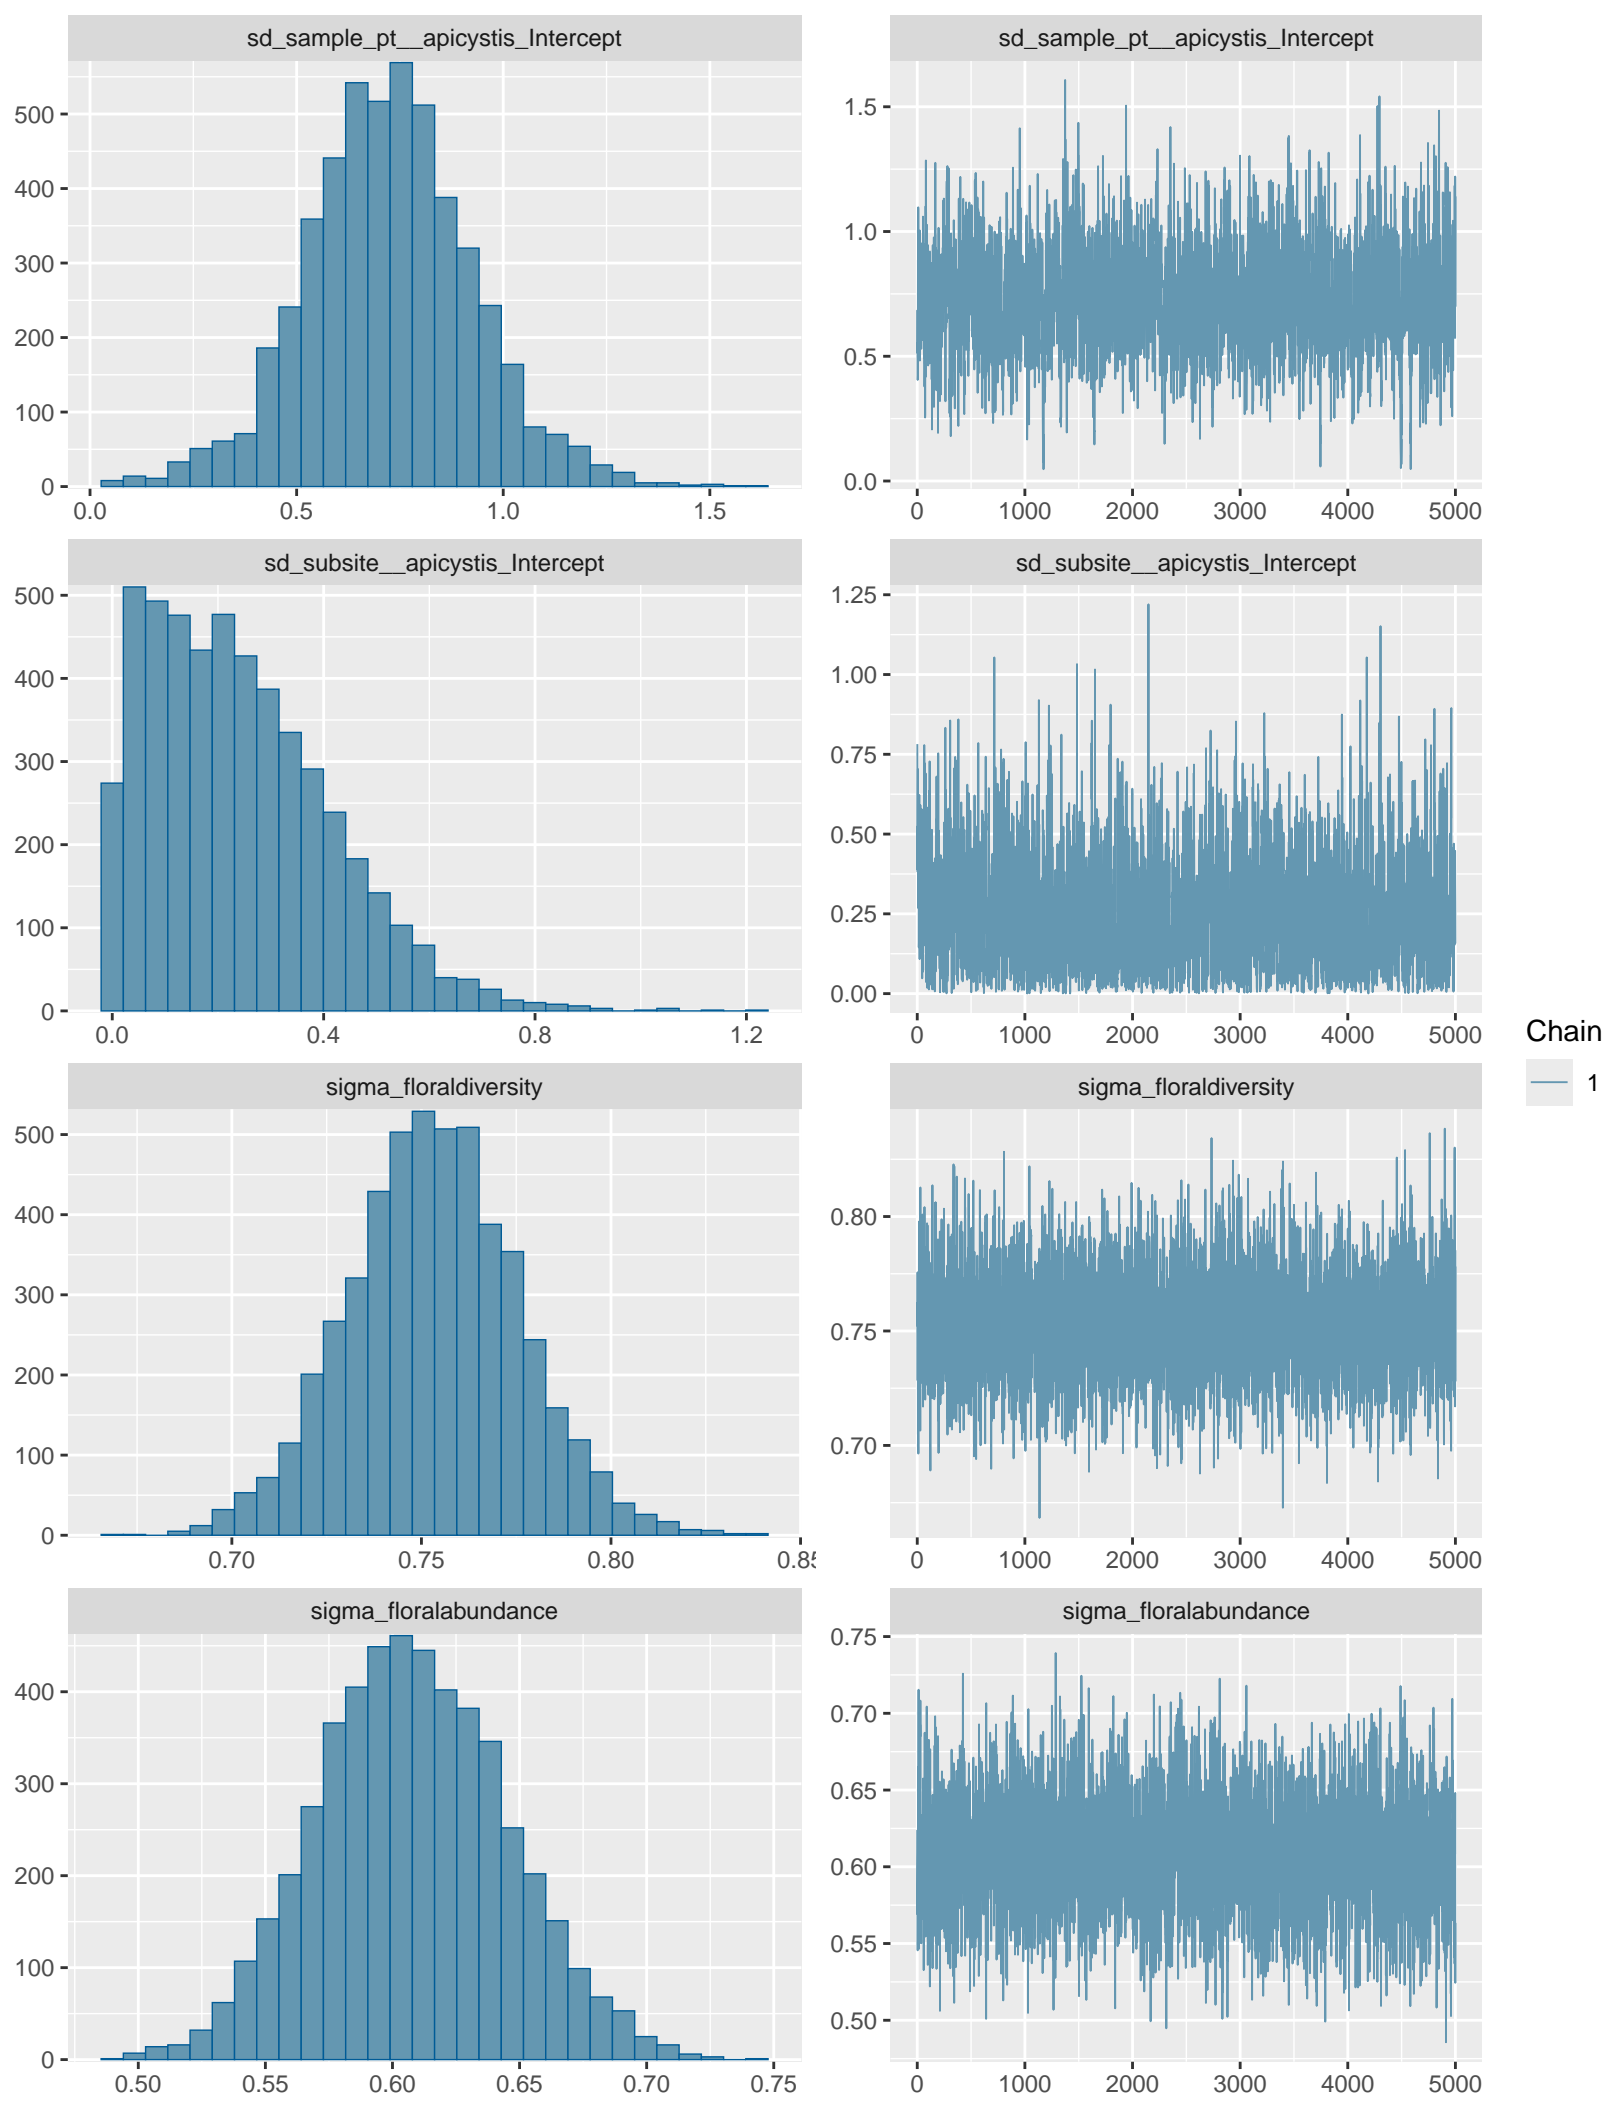 sd_sample_pt__apicystis_Intercept
500
400
300
200
100
0
0.0 0.5 1.0 1.5
sd_sample_pt__apicystis_Intercept
1.5
1.0
0.5
0.0
0 1000 2000 3000 4000 5000
sd_subsite__apicystis_Intercept
500
400
300
200
100
0
0.0 0.4 0.8 1.2
sd_subsite__apicystis_Intercept
1.25
1.00
0.75
0.50
0.25
0.00
0 1000 2000 3000 4000 5000
sigma_floraldiversity
500
400
300
200
100
0
0.70 0.75 0.80 0.85
sigma_floraldiversity
0.80
0.75
0.70
0 1000 2000 3000 4000 5000
sigma_floralabundance
400
300
200
100
0
0.50 0.55 0.60 0.65 0.70 0.75
sigma_floralabundance
0.75
0.70
0.65
0.60
0.55
0.50
0 1000 2000 3000 4000 5000
Chain
1